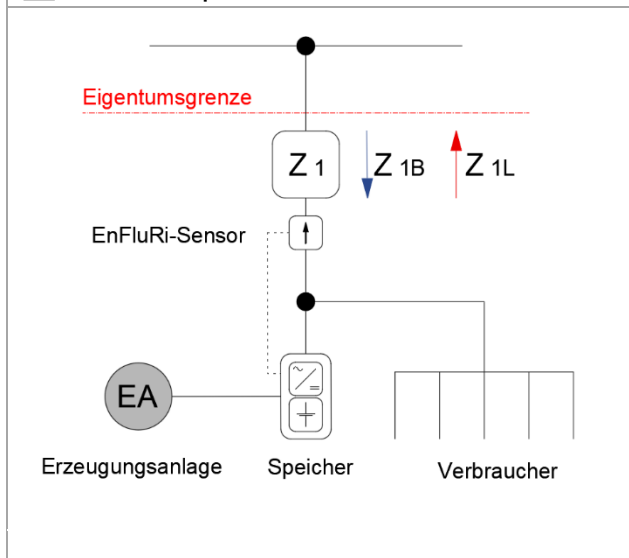 Eigentumsgrenze
Z 1
Z 1B
Z 1L
EnFluRi-Sensor
EA
Erzeugungsanlage
Speicher
Verbraucher